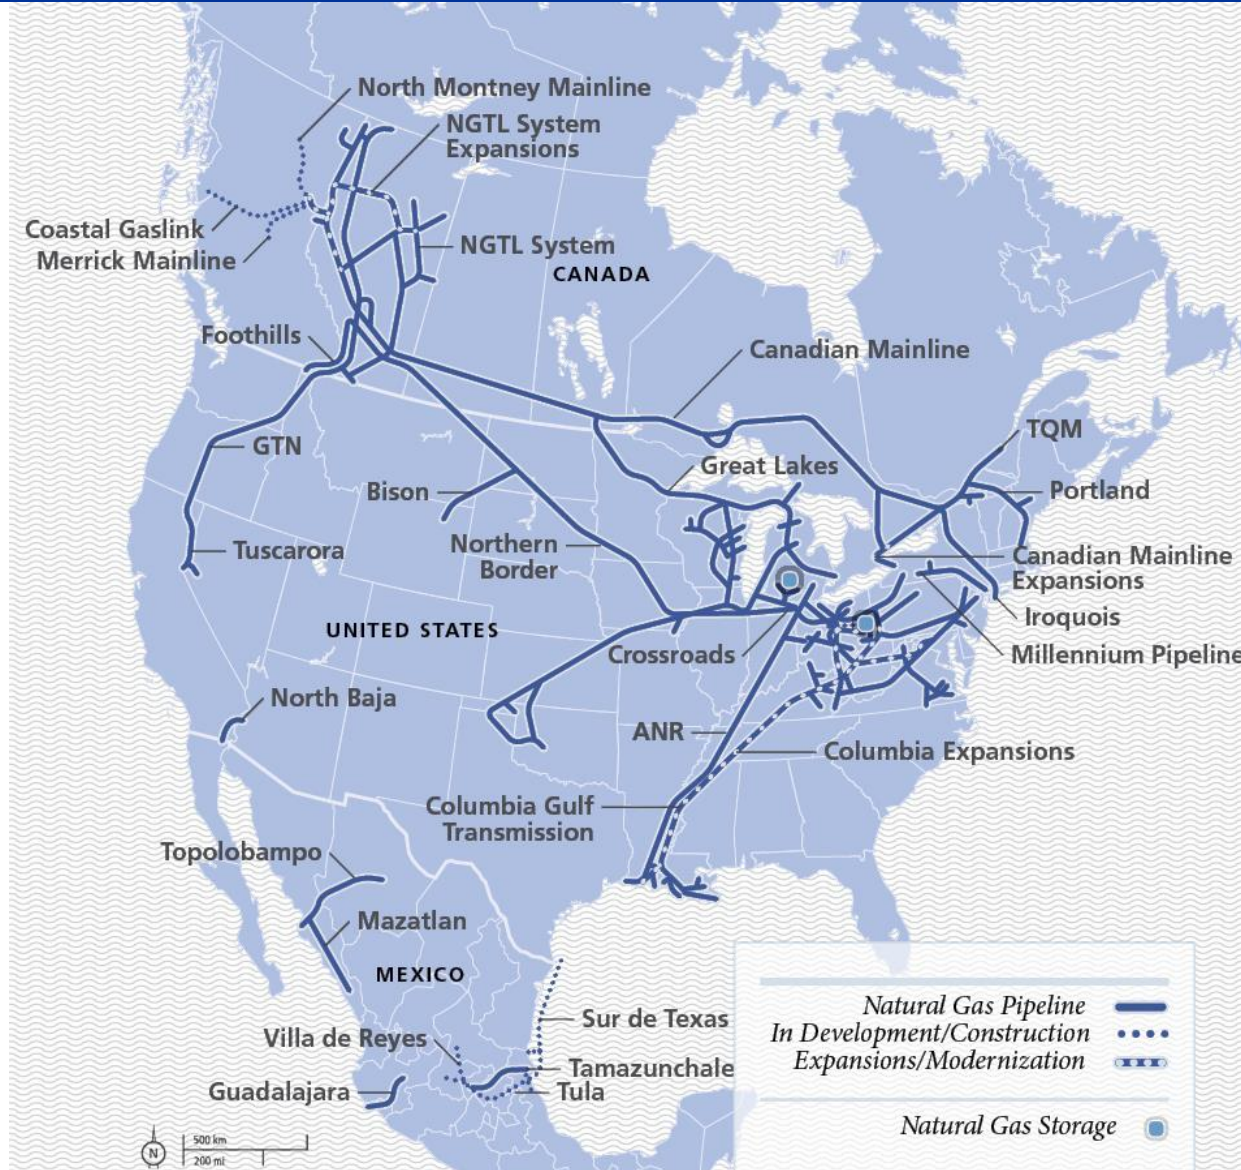 North Montney Mainline
NGTL System
Expansions
Coastal Gaslink
Merrick Mainline
NGTL System
CANADA
Foothills
Canadian Mainline
GTN
TQM
Great Lakes
Bison
Portland
Northern
Border
Tuscarora
Canadian Mainline
Expansions
Iroquois
UNITED STATES
Crossroads
Millennium Pipeline
North Baja
ANR
Columbia Expansions
Columbia Gulf
Transmission
Topolobampo
Mazatlan
MEXICO
Sur de Texas
Villa de Reyes
Tamazunchale
Guadalajara
Tula
Natural Gas Pipeline
In Development/Construction
Expansions/Modernization
Natural Gas Storage
N
500 km
200 mi